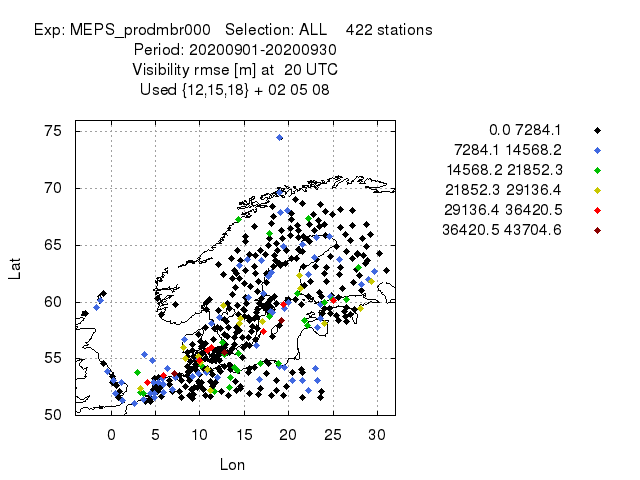 Exp: MEPS_prodmbr000 Selection: ALL 422 stations
Period: 20200901-20200930
Visibility rmse [m] at 20 UTC
Used {12,15,18} + 02 05 08
0.0 7284.1
7284.1 14568.2
14568.2 21852.3
21852.3 29136.4
29136.4 36420.5
36420.5 43704.6
75
70
65
60
55
50
Lat
0 5 10 15 20 25 30
Lon